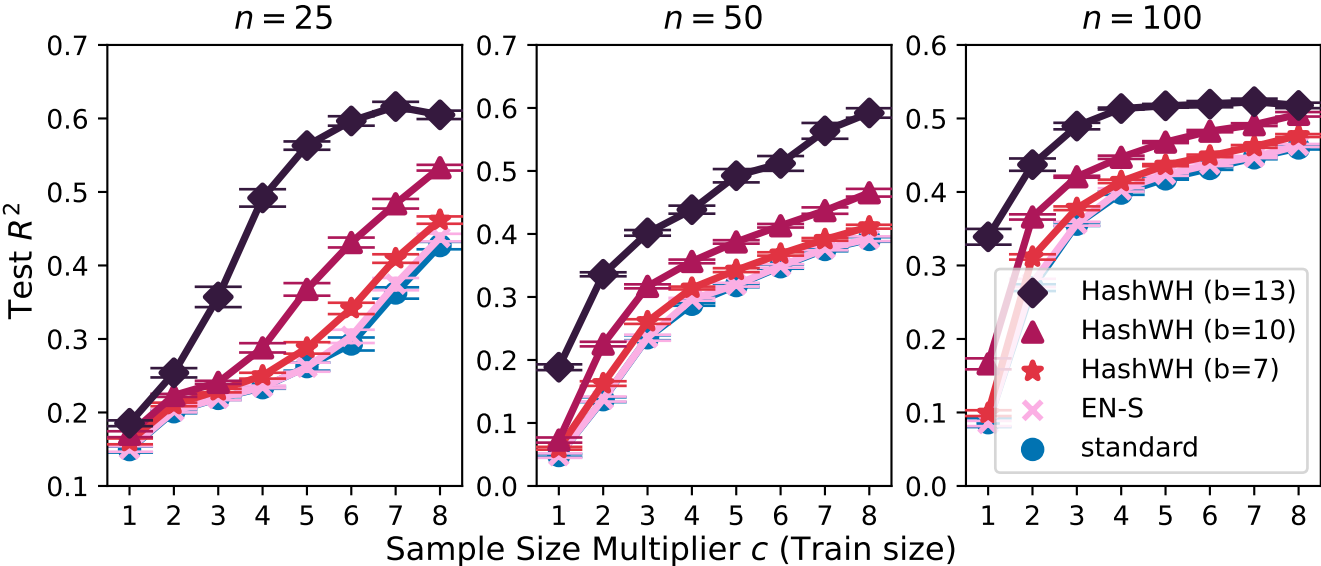 n = 25
n = 50
n = 100
Test R²
0.7
0.6
0.5
0.4
0.3
0.2
0.1
1 2 3 4 5 6 7 8
0.7
0.6
0.5
0.4
0.3
0.2
0.1
0.0
1 2 3 4 5 6 7 8
0.6
0.5
0.4
0.3
0.2
0.1
0.0
1 2 3 4 5 6 7 8
HashWH (b=13)
HashWH (b=10)
HashWH (b=7)
EN-S
standard
Sample Size Multiplier c (Train size)